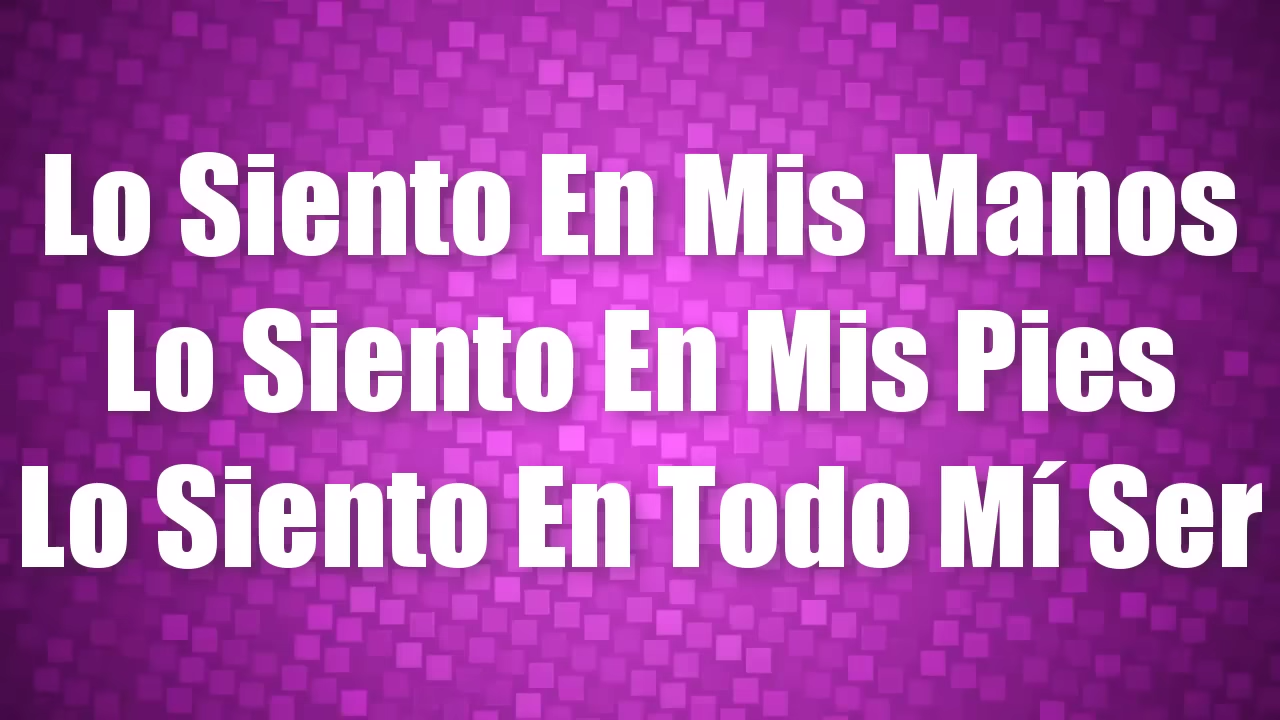 Lo Siento En Mis Manos
Lo Siento En Mis Pies
Lo Siento En Todo Mí Ser